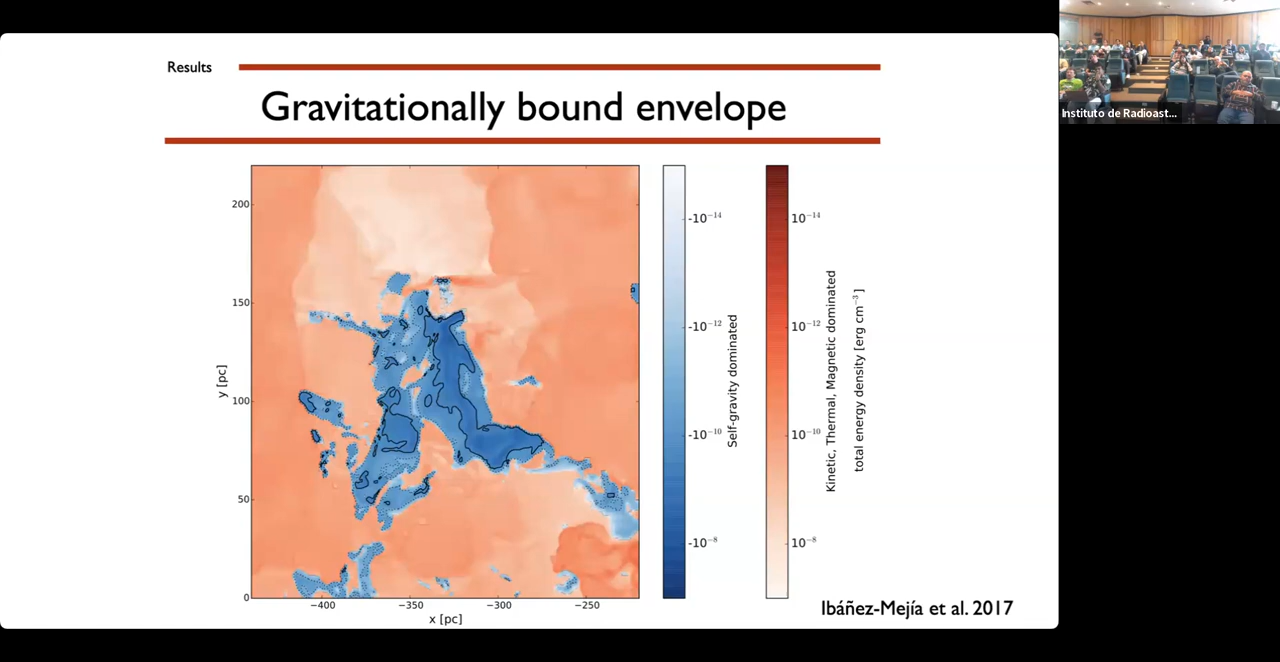 Results
Gravitationally bound envelope
200
150
100
50
0
y [pc]
−400
−350
−300
−250
x [pc]
-10⁻¹⁴
-10⁻¹²
-10⁻¹⁰
-10⁻⁸
Self-gravity dominated
10⁻¹⁴
10⁻¹²
10⁻¹⁰
10⁻⁸
Kinetic, Thermal, Magnetic dominated
total energy density [erg cm⁻³]
Ibáñez-Mejía et al. 2017
Instituto de Radioast...